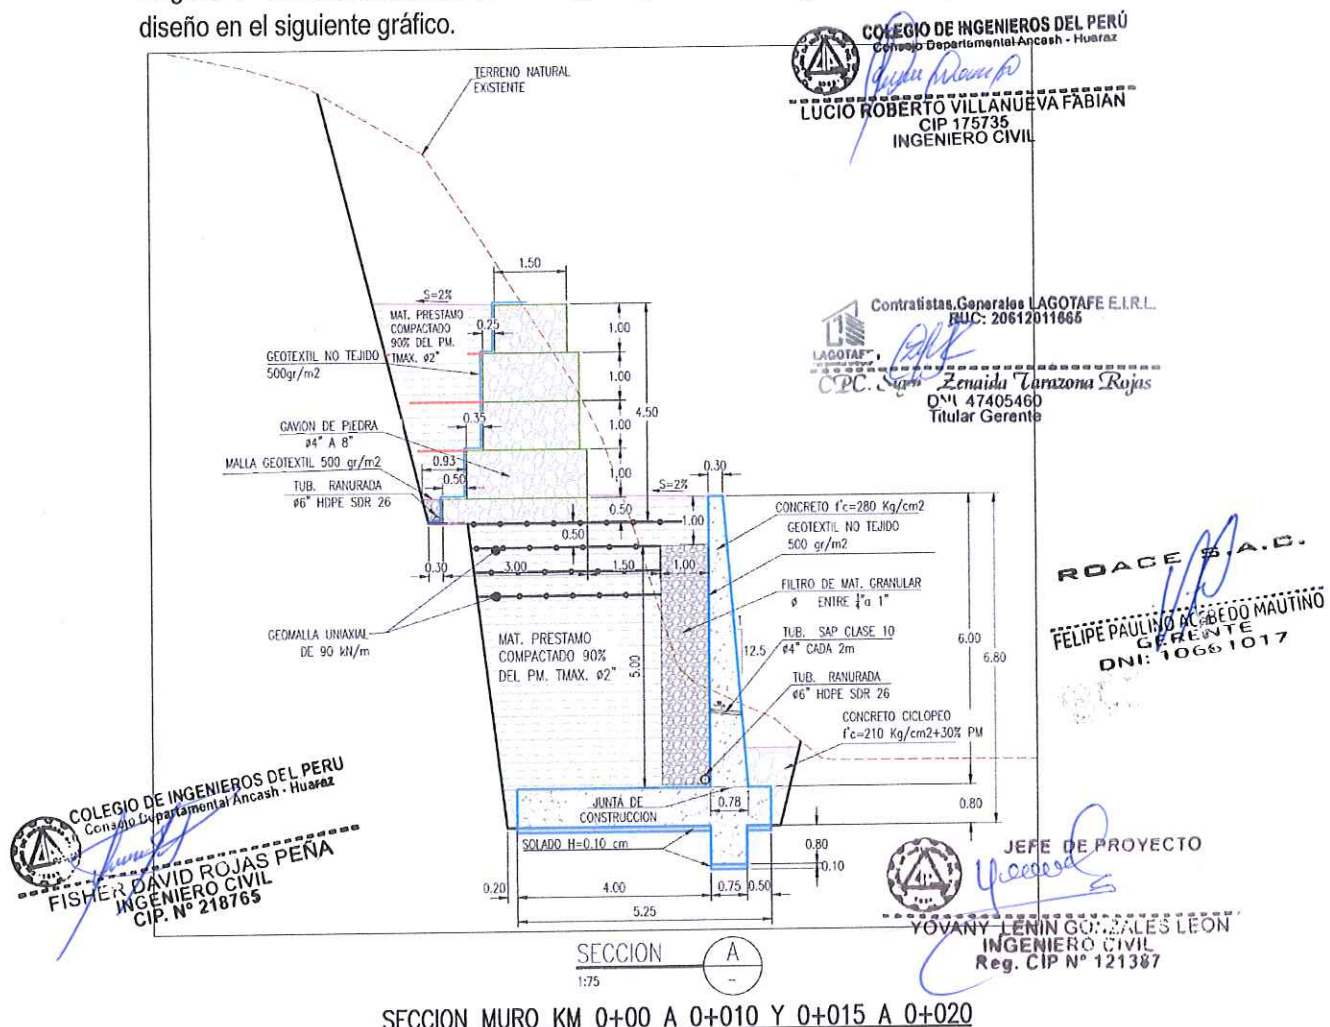 diseño en el siguiente gráfico.
COLEGIO DE INGENIEROS DEL PERÚ
Consejo Departamental Ancash - Huaraz
LUCIO ROBERTO VILLANUEVA FABIAN
CIP 175735
INGENIERO CIVIL
TERRENO NATURAL
EXISTENTE
1.50
S=2%
MAT. PRESTAMO
COMPACTADO
90% DEL PM.
TMAX. ø2"
0.25
1.00
GEOTEXTIL NO TEJIDO
500gr/m2
1.00
4.50
0.35
1.00
GAVION DE PIEDRA
ø4" A 8"
MALLA GEOTEXTIL 500 gr/m2
0.93
0.50
1.00
TUB. RANURADA
ø6" HDPE SDR 26
S=2%
0.30
0.50
0.50
1.00
CONCRETO f'c=280 Kg/cm2
GEOTEXTIL NO TEJIDO
500 gr/m2
0.30
3.00
1.50
1.00
FILTRO DE MAT. GRANULAR
ø ENTRE a 1"
GEOMALLA UNIAXIAL
DE 90 kN/m
MAT. PRESTAMO
COMPACTADO 90%
DEL PM. TMAX. ø2"
5.00
TUB. SAP CLASE 10
ø4" CADA 2m
12.5
6.00
6.80
TUB. RANURADA
ø6" HDPE SDR 26
CONCRETO CICLOPEO
f'c=210 Kg/cm2+30% PM
JUNTA DE
CONSTRUCCION
0.78
0.80
SOLADO H=0.10 cm
0.80
0.10
0.20
4.00
0.75
0.50
5.25
Contratistas Generales LAGOTAFE E.I.R.L.
RUC: 20612011665
LAGOTAFE
Zenaida Tarazona Rojas
DNI 47405460
Titular Gerente
ROACE S.A.C.
FELIPE PAULINO ACEBEDO MAUTINO
GERENTE
DNI: 10661017
COLEGIO DE INGENIEROS DEL PERU
Consejo Departamental Ancash - Huaraz
FISHER DAVID ROJAS PEÑA
INGENIERO CIVIL
CIP. Nº 218765
JEFE DE PROYECTO
YOVANY LENIN GONZALES LEON
INGENIERO CIVIL
Reg. CIP Nº 121387
SECCION
A
-
1:75
SECCION MURO KM 0+00 A 0+010 Y 0+015 A 0+020